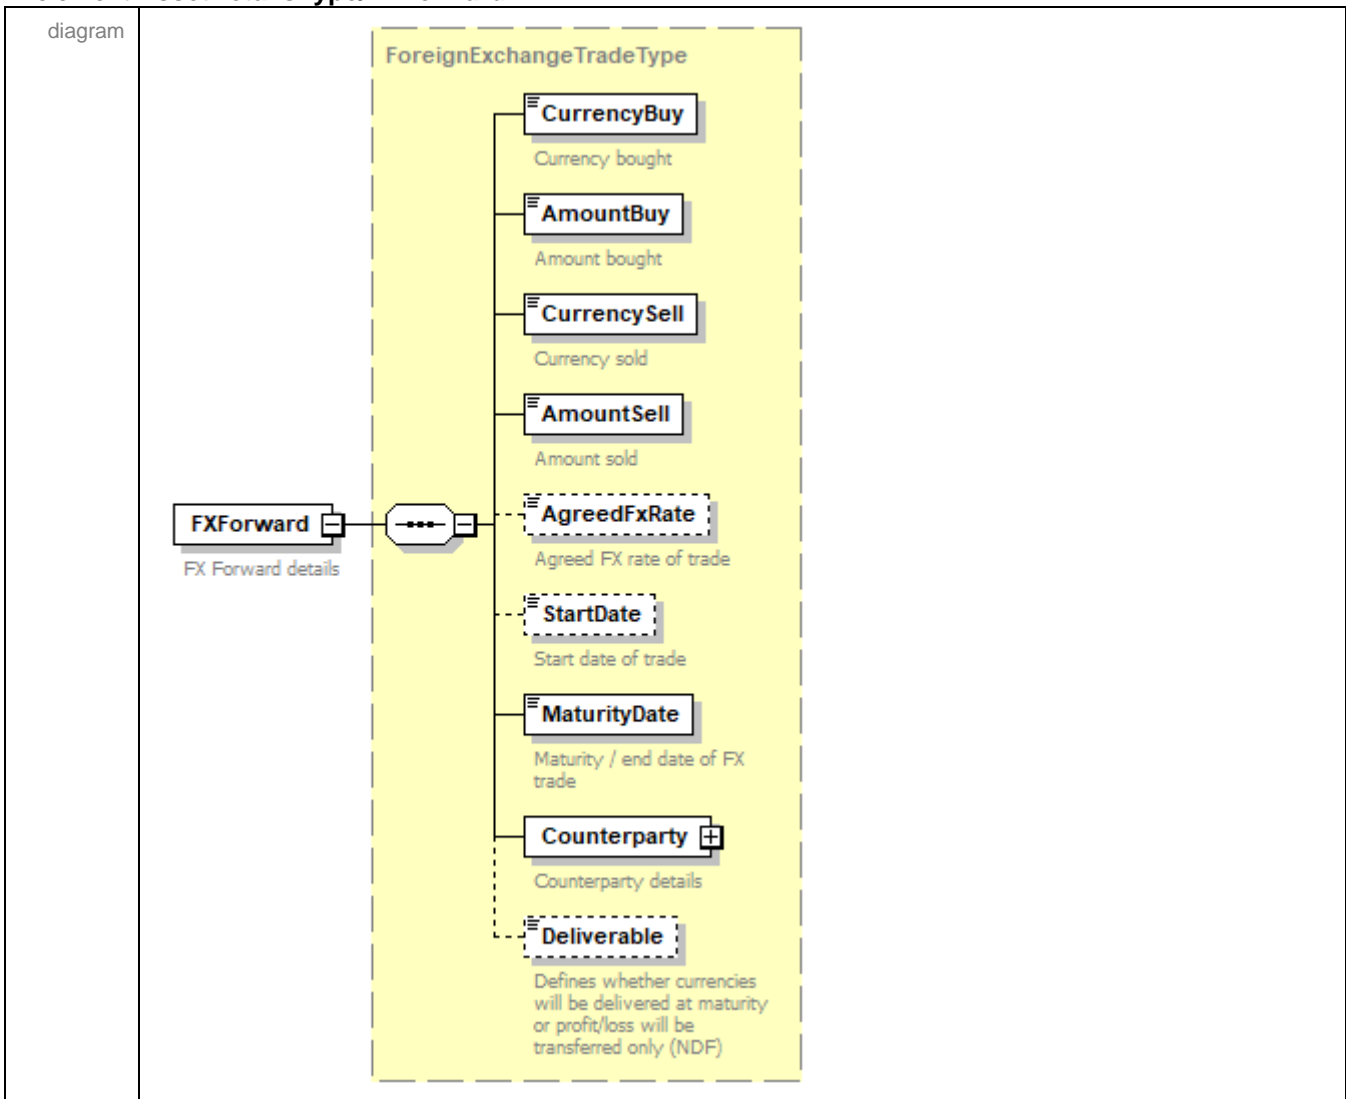 diagram
ForeignExchangeTradeType
CurrencyBuy
Currency bought
AmountBuy
Amount bought
CurrencySell
Currency sold
AmountSell
Amount sold
AgreedFxRate
Agreed FX rate of trade
FXForward
FX Forward details
StartDate
Start date of trade
MaturityDate
Maturity / end date of FX
trade
Counterparty
Counterparty details
Deliverable
Defines whether currencies
will be delivered at maturity
or profit/loss will be
transferred only (NDF)